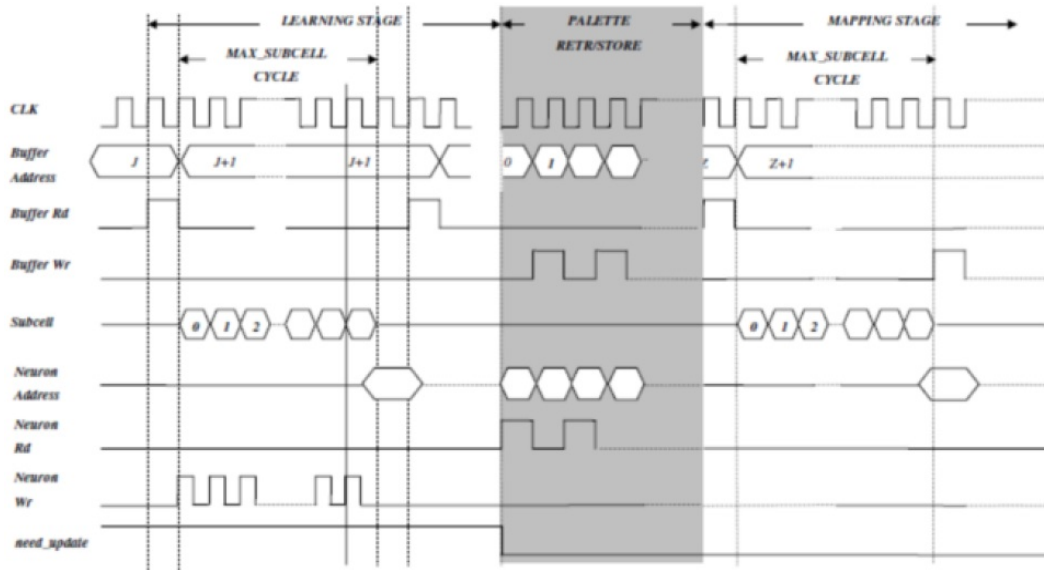 LEARNING STAGE PALETTE MAPPING STAGE
RETR/STORE
MAX_SUBCELL MAX_SUBCELL
CYCLE CYCLE
CLK
Buffer
Address
J J+1 J+1 0 1 Z Z+1
Buffer Rd
Buffer Wr
Subcell 0 1 2 0 1 2
Neuron
Address
Neuron
Rd
Neuron
Wr
need_update